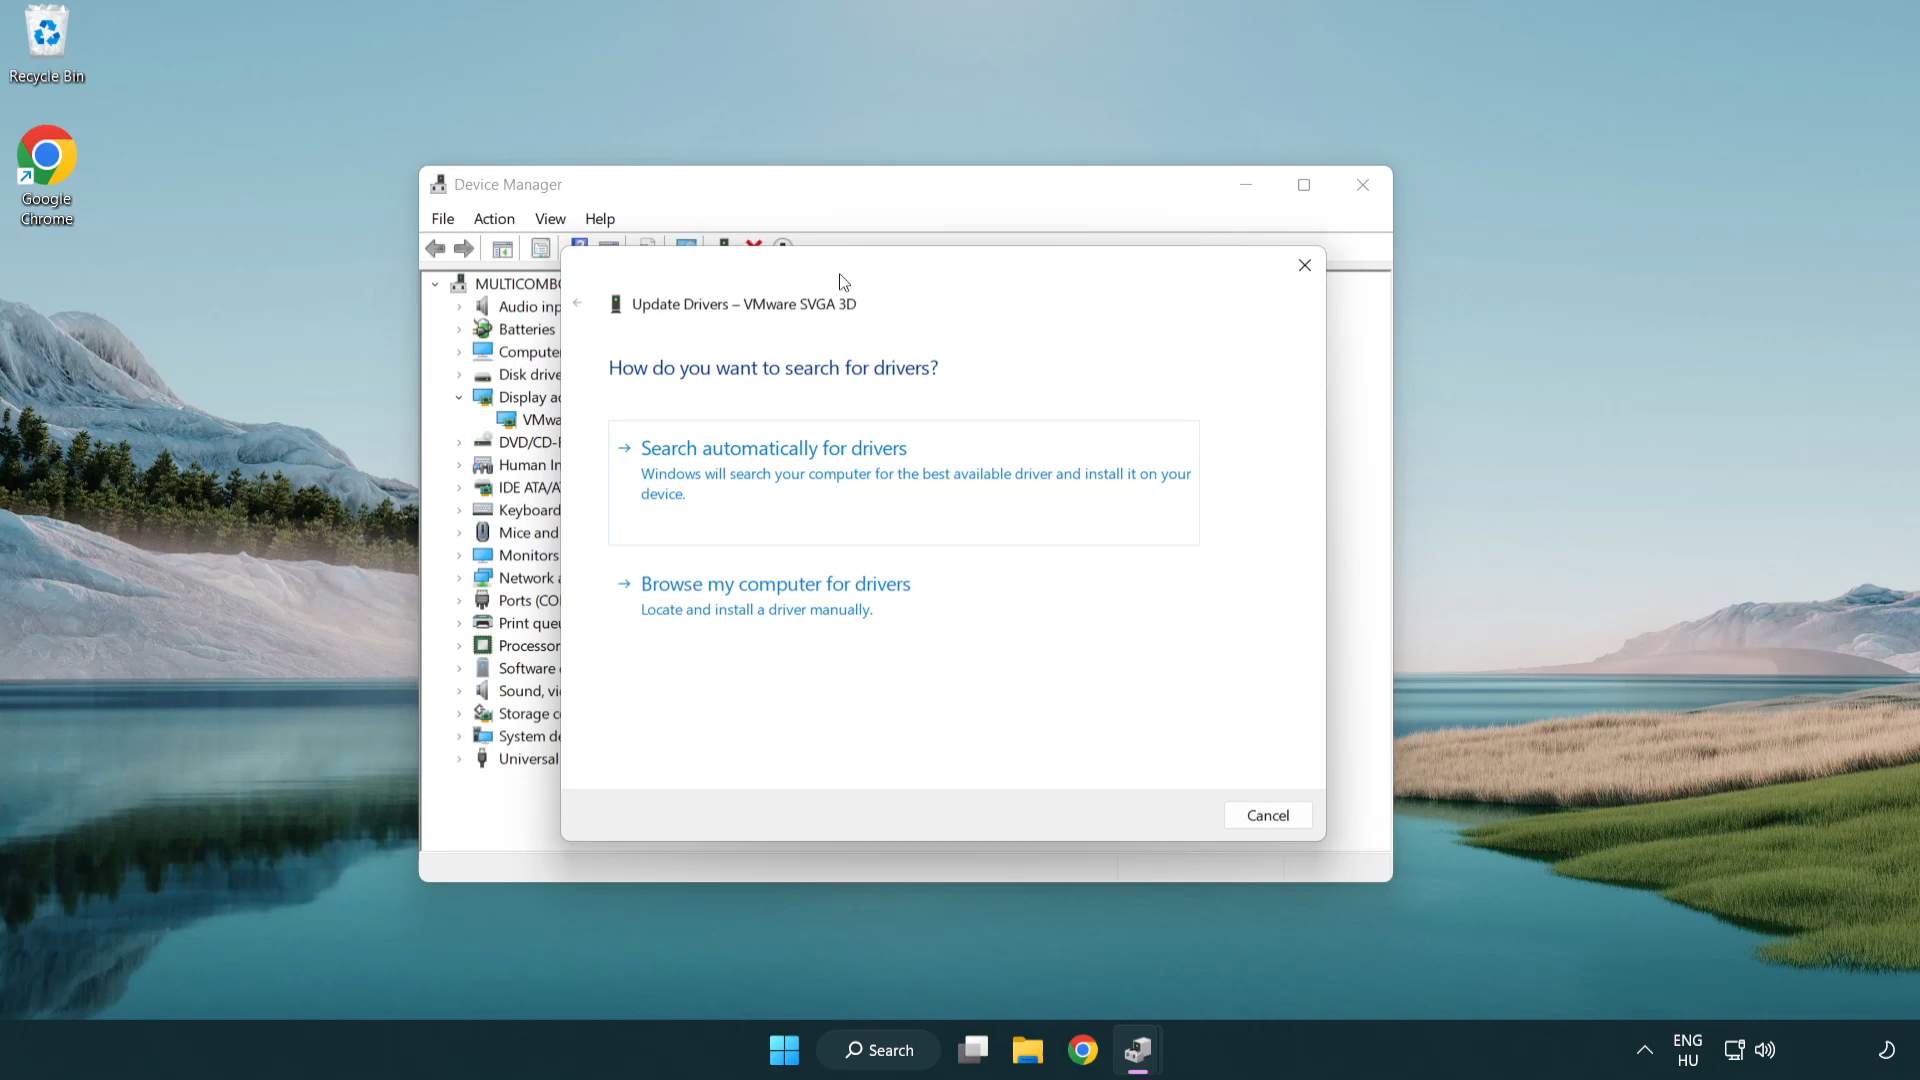 Recycle Bin
Google
Chrome
Device Manager
File Action View Help
MULTICOMB
Audio inp
Batteries
Compute
Disk drive
Display a
VMwa
DVD/CD-
Human In
IDE ATA/A
Keyboard
Mice and
Monitors
Network
Ports (CO
Print que
Processor
Software
Sound, vi
Storage c
System de
Universal
Update Drivers – VMware SVGA 3D
How do you want to search for drivers?
Search automatically for drivers
Windows will search your computer for the best available driver and install it on your
device.
Browse my computer for drivers
Locate and install a driver manually.
Cancel
Search
ENG
HU